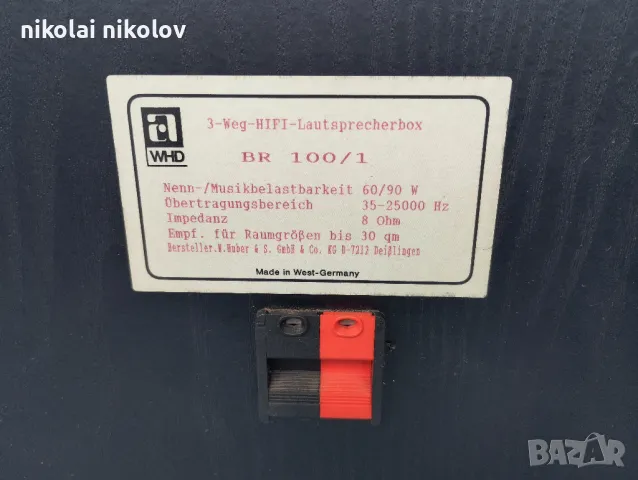 nikolai nikolov
3-Weg-HIFI-Lautsprecherbox
WHD
BR 100/1
Nenn-/Musikbelastbarkeit 60/90 W
Übertragungsbereich 35-25000 Hz
Impedanz 8 Ohm
Empf. für Raumgrößen bis 30 qm
Hersteller.W.Huber & S. GmbH & Co. KG D-7212 Deißlingen
Made in West-Germany
BAZAR